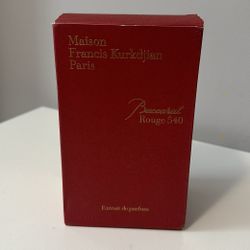 Maison
Francis Kurkdjian
Paris
Baccarat
Rouge 540
Extrait de parfum